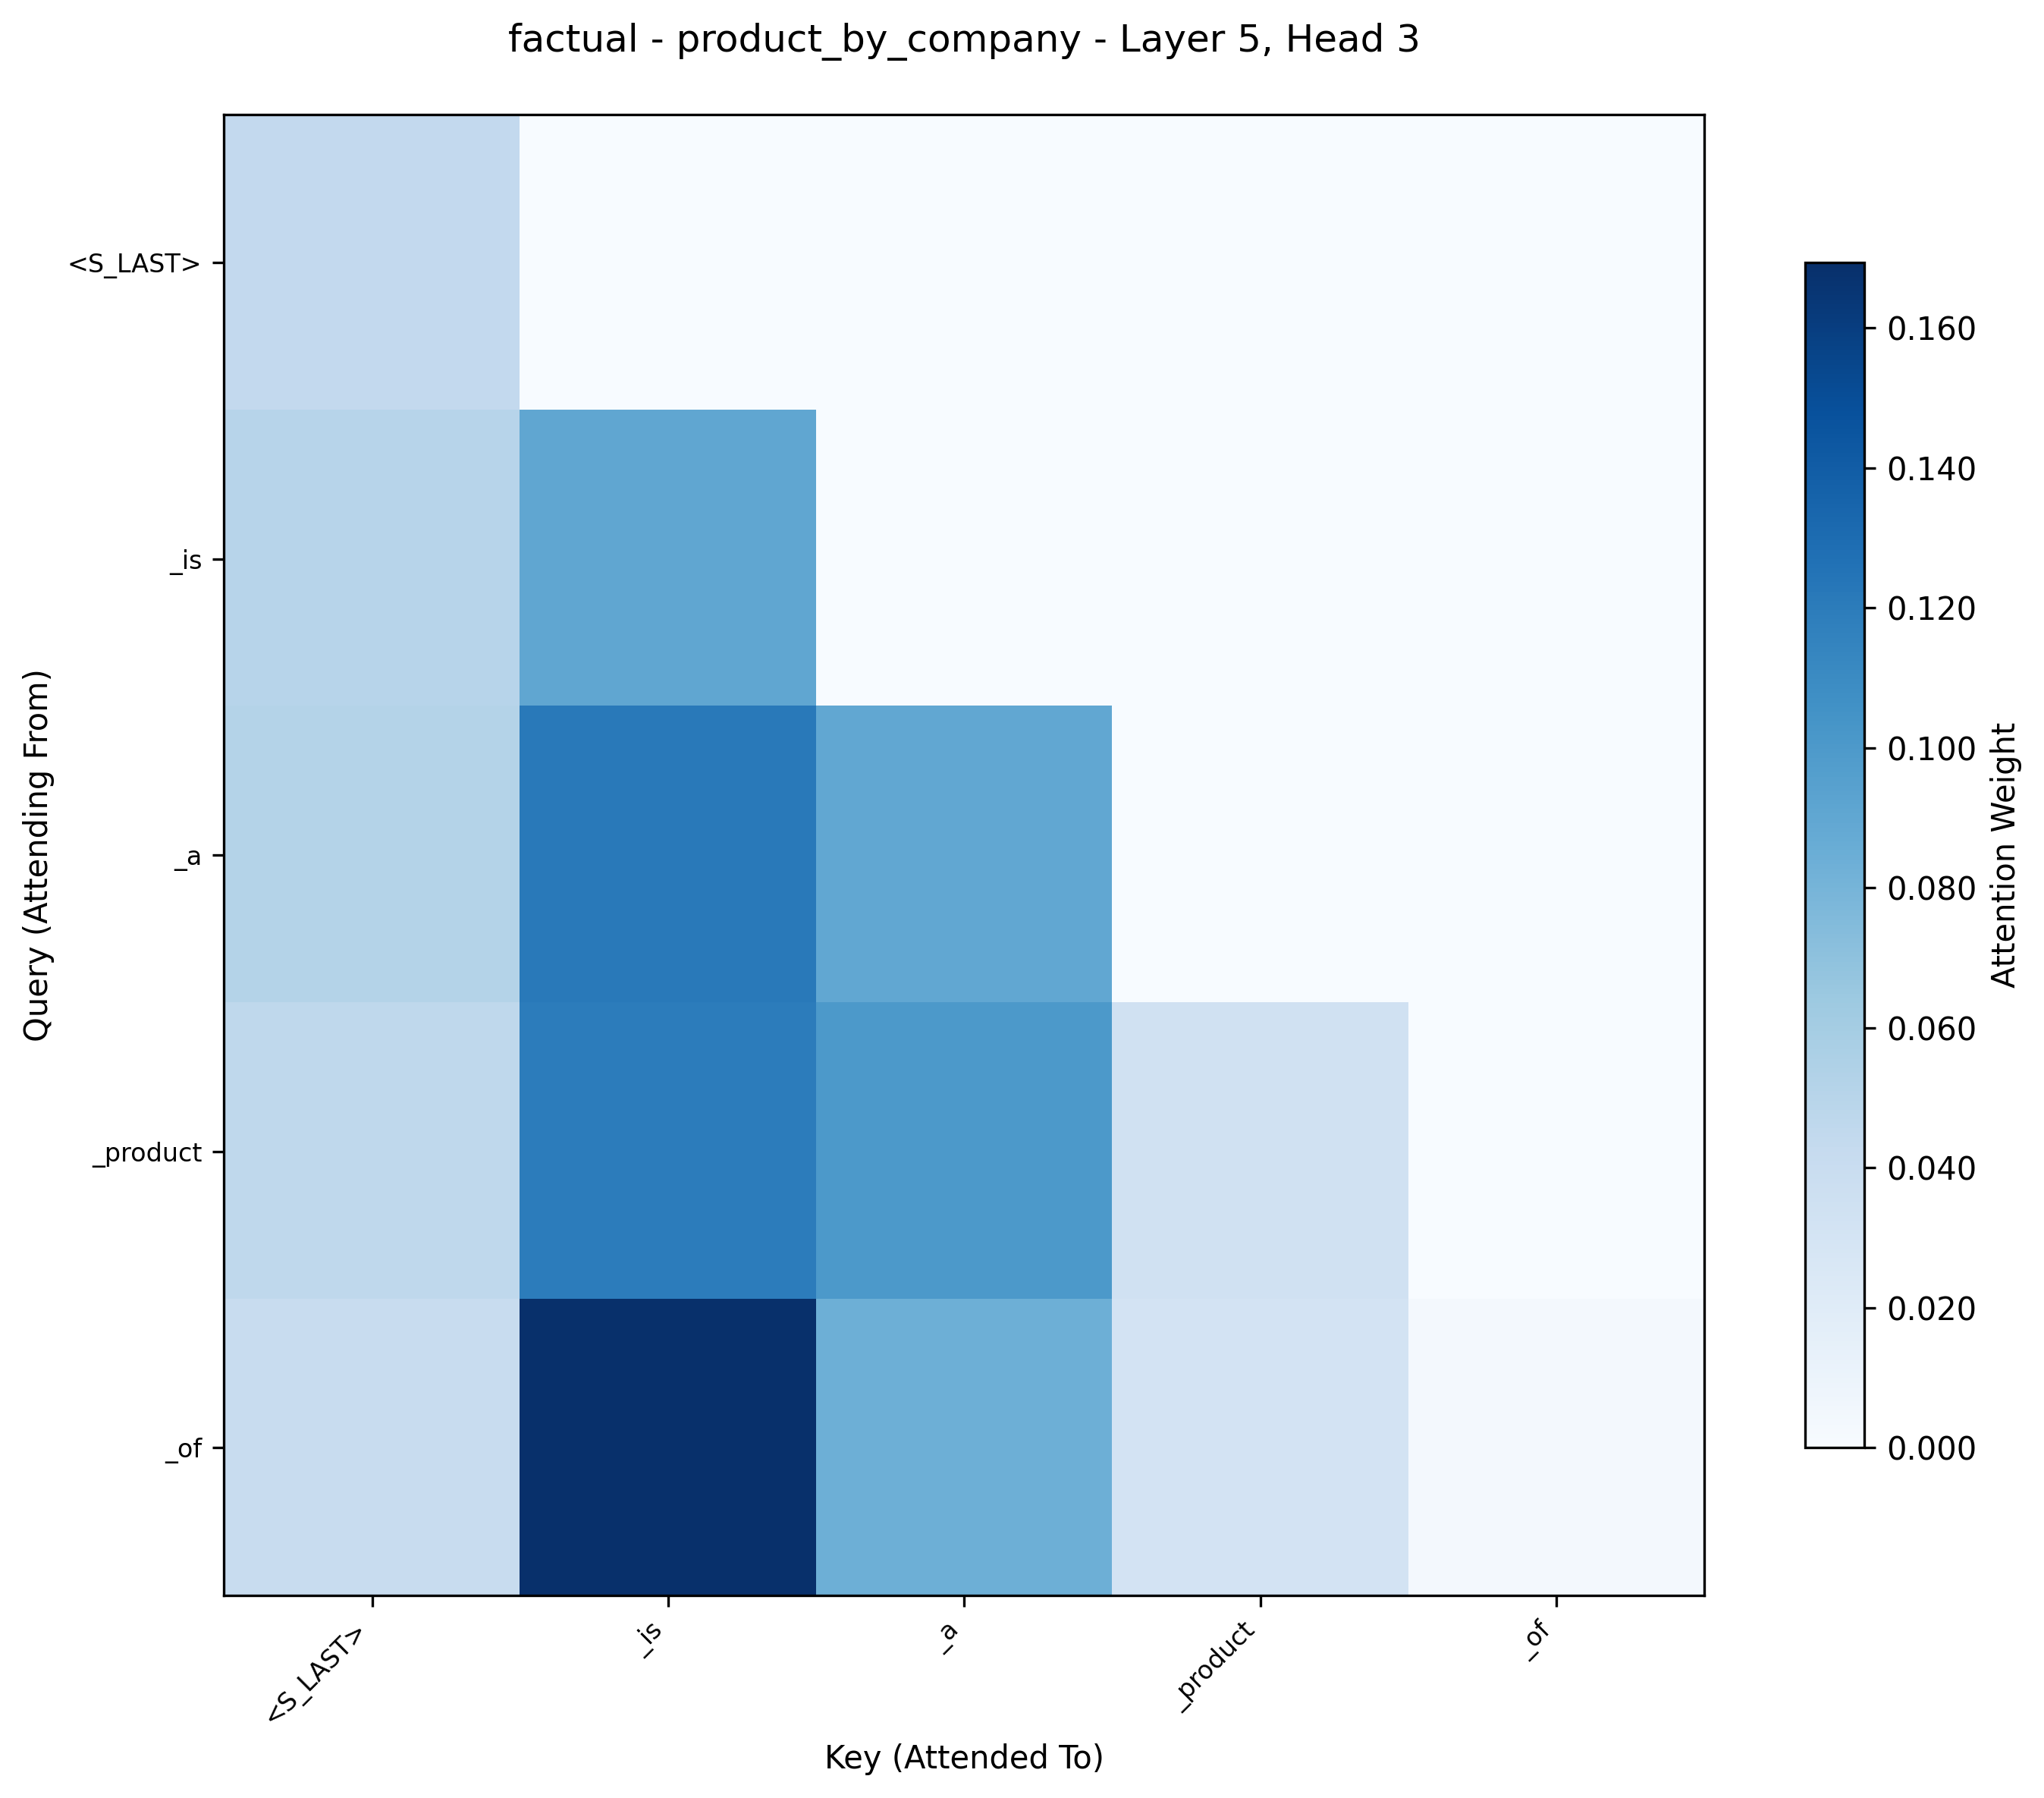 factual - product_by_company - Layer 5, Head 3
Query (Attending From)
<S_LAST>
_is
_a
_product
_of
<S_LAST>
_is
_a
_product
_of
Key (Attended To)
0.160
0.140
0.120
0.100
0.080
0.060
0.040
0.020
0.000
Attention Weight